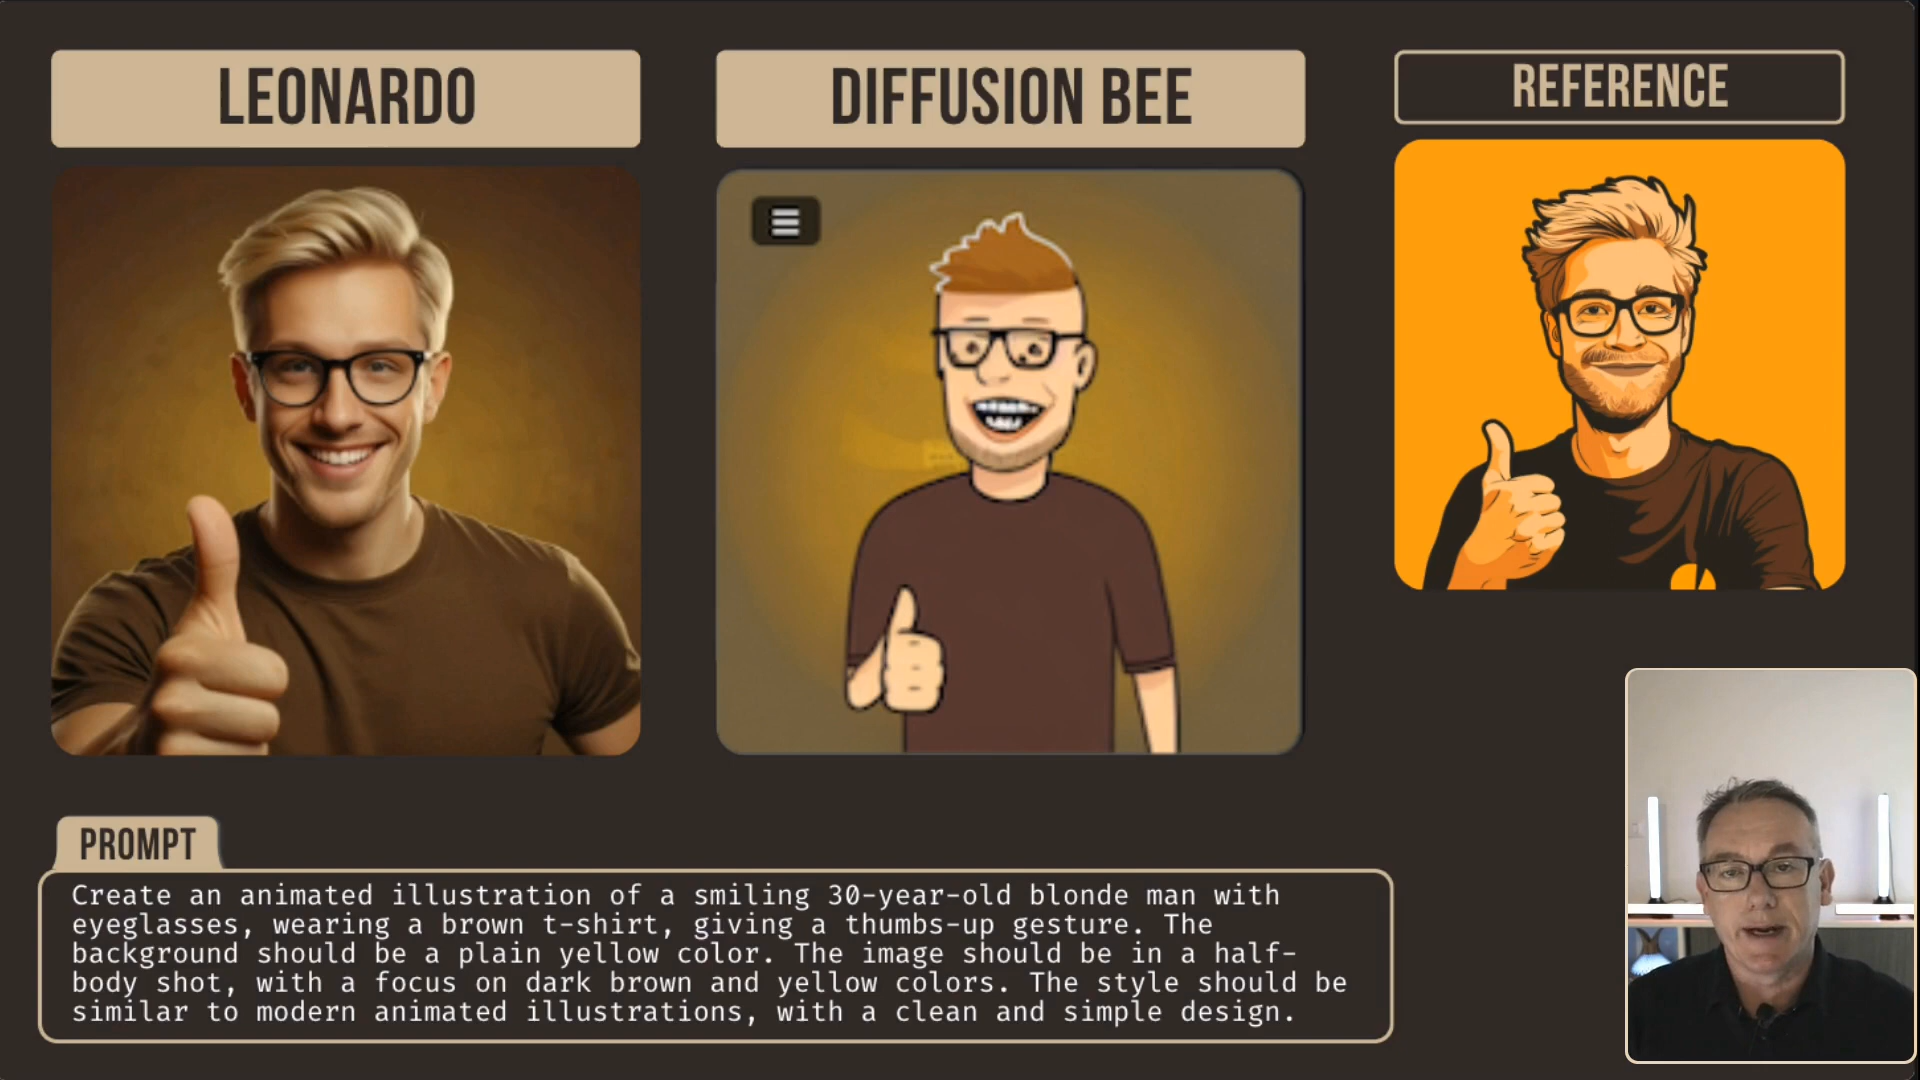 LEONARDO
DIFFUSION BEE
REFERENCE
PROMPT
Create an animated illustration of a smiling 30-year-old blonde man with
eyeglasses, wearing a brown t-shirt, giving a thumbs-up gesture. The
background should be a plain yellow color. The image should be in a half-
body shot, with a focus on dark brown and yellow colors. The style should be
similar to modern animated illustrations, with a clean and simple design.